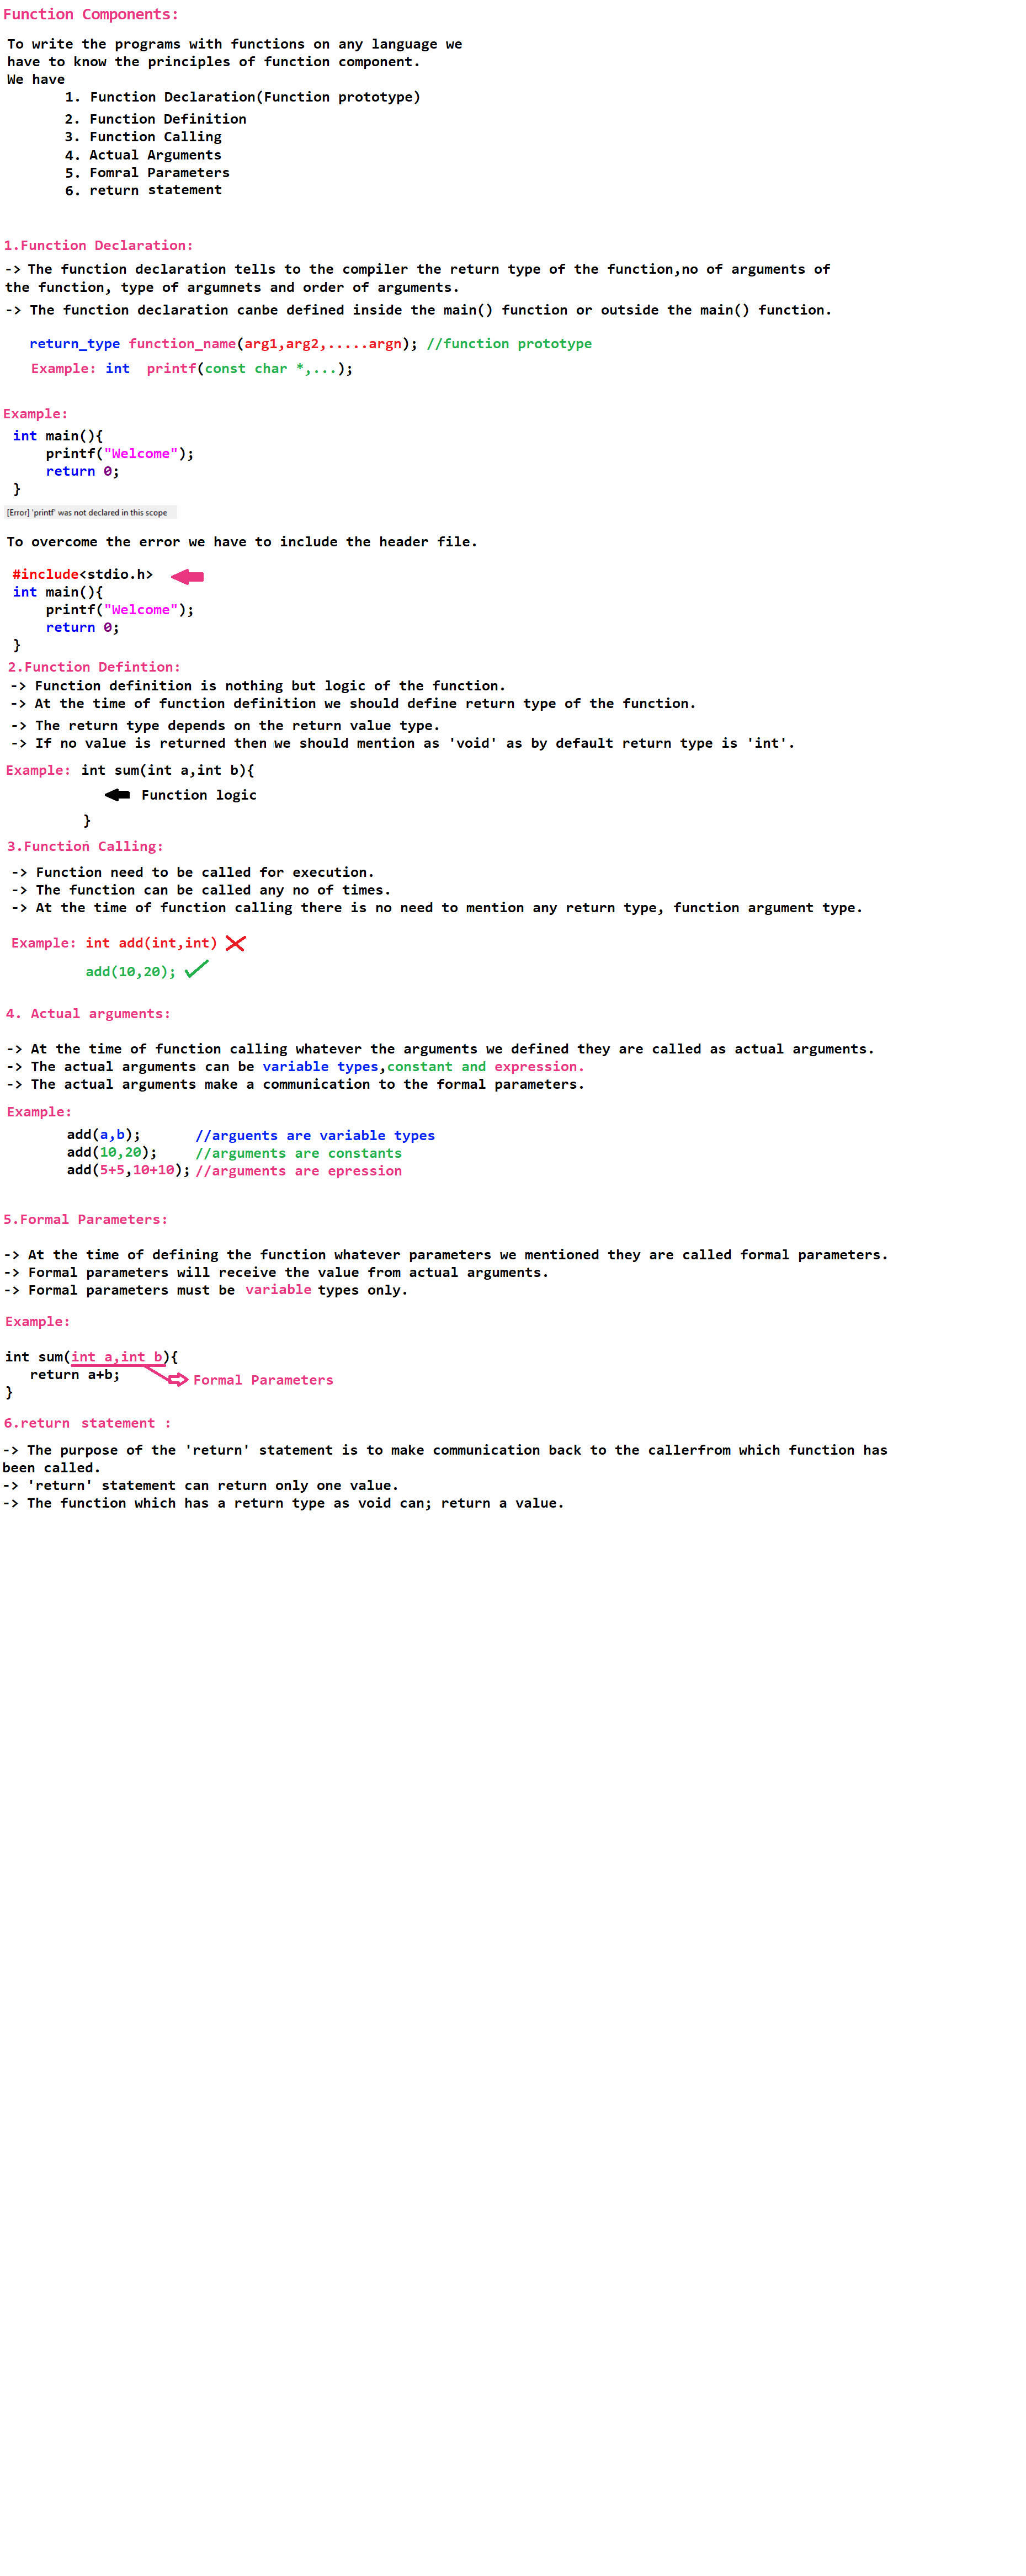 Function Components:
To write the programs with functions on any language we
have to know the principles of function component.
We have
1. Function Declaration(Function prototype)
2. Function Definition
3. Function Calling
4. Actual Arguments
5. Fomral Parameters
6. return statement
1.Function Declaration:
-> The function declaration tells to the compiler the return type of the function,no of arguments of
the function, type of argumnets and order of arguments.
-> The function declaration canbe defined inside the main() function or outside the main() function.
return_type function_name(arg1,arg2,.....argn); //function prototype
Example: int printf(const char *,...);
Example:
int main(){
printf("Welcome");
return 0;
}
[Error] 'printf' was not declared in this scope
To overcome the error we have to include the header file.
#include<stdio.h>
int main(){
printf("Welcome");
return 0;
}
2.Function Defintion:
-> Function definition is nothing but logic of the function.
-> At the time of function definition we should define return type of the function.
-> The return type depends on the return value type.
-> If no value is returned then we should mention as 'void' as by default return type is 'int'.
Example: int sum(int a,int b){
Function logic
}
3.Function Calling:
-> Function need to be called for execution.
-> The function can be called any no of times.
-> At the time of function calling there is no need to mention any return type, function argument type.
Example: int add(int,int)
add(10,20);
4. Actual arguments:
-> At the time of function calling whatever the arguments we defined they are called as actual arguments.
-> The actual arguments can be variable types,constant and expression.
-> The actual arguments make a communication to the formal parameters.
Example:
add(a,b); //arguents are variable types
add(10,20); //arguments are constants
add(5+5,10+10); //arguments are epression
5.Formal Parameters:
-> At the time of defining the function whatever parameters we mentioned they are called formal parameters.
-> Formal parameters will receive the value from actual arguments.
-> Formal parameters must be variable types only.
Example:
int sum(int a,int b){
return a+b;
Formal Parameters
}
6.return statement :
-> The purpose of the 'return' statement is to make communication back to the callerfrom which function has
been called.
-> 'return' statement can return only one value.
-> The function which has a return type as void can; return a value.